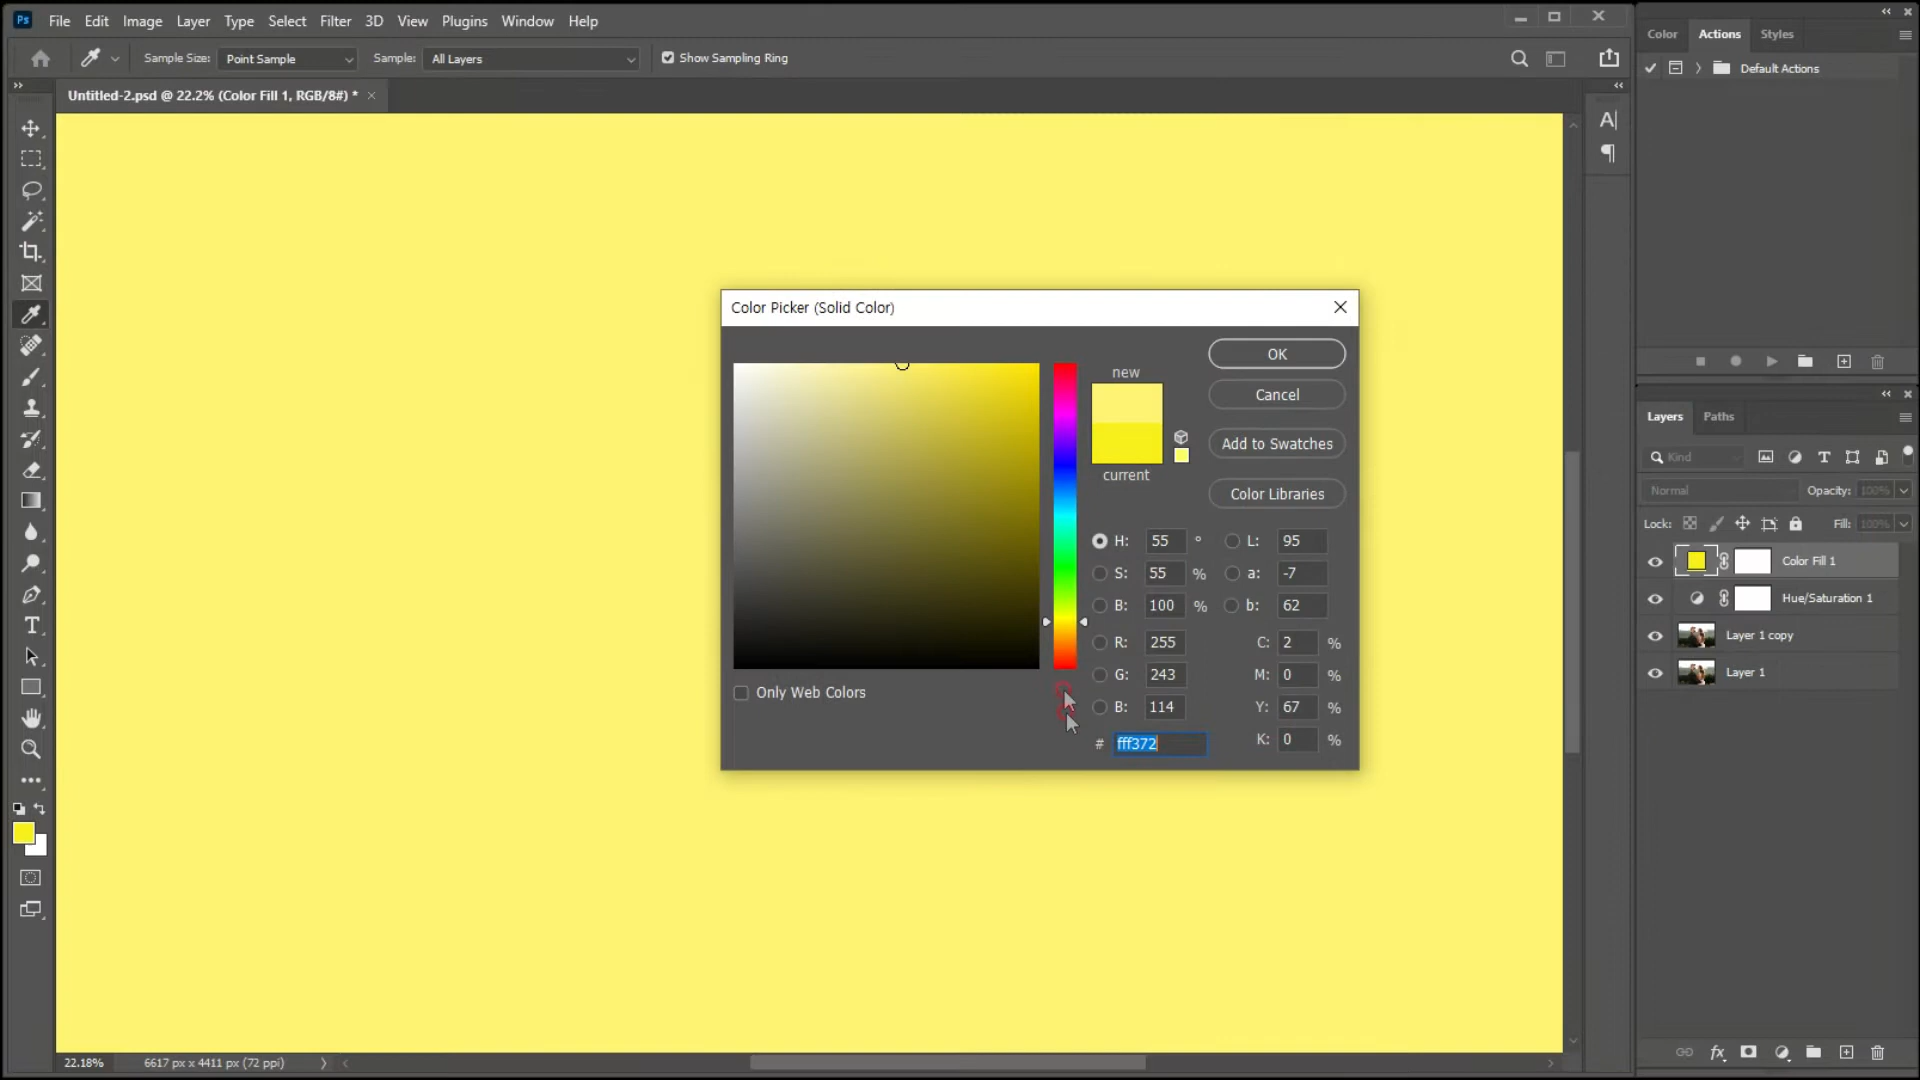 Ps File Edit Image Layer Type Select Filter 3D View Plugins Window Help
Sample Size: Point Sample Sample: All Layers Show Sampling Ring
Untitled-2.psd @ 22.2% (Color Fill 1, RGB/8#) * ×
Color Actions Styles
Default Actions
Color Picker (Solid Color)
OK
new
Cancel
Add to Swatches
current
Color Libraries
H: 55 ° L: 95
S: 55 % a: -7
B: 100 % b: 62
R: 255 C: 2 %
G: 243 M: 0 %
Only Web Colors
B: 114 Y: 67 %
# fff372 K: 0 %
Layers Paths
Kind
Normal Opacity: 100%
Lock: Fill: 100%
Color Fill 1
Hue/Saturation 1
Layer 1 copy
Layer 1
fx
22.18% 6617 px x 4411 px (72 ppi)